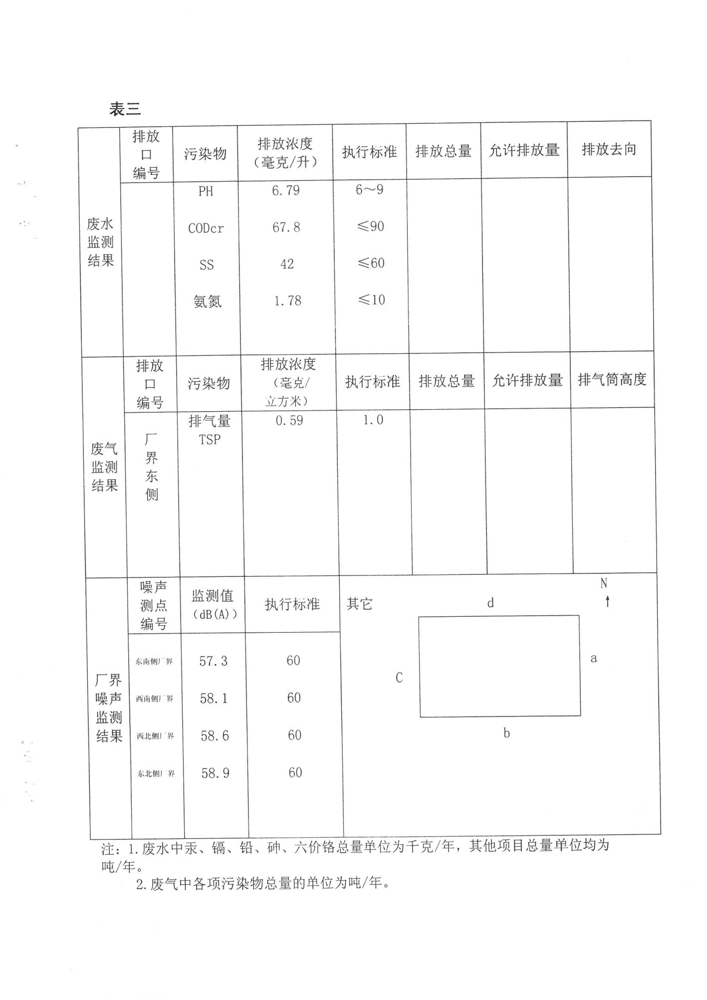 表三
排放
口
编号
污染物
排放浓度
（毫克/升）
执行标准
排放总量
允许排放量
排放去向
废水
监测
结果
PH
6.79
6～9
CODcr
67.8
≤90
SS
42
≤60
氨氮
1.78
≤10
排放
口
编号
污染物
排放浓度
（毫克/
立方米）
执行标准
排放总量
允许排放量
排气筒高度
废气
监测
结果
厂
界
东
侧
排气量
TSP
0.59
1.0
噪声
测点
编号
监测值
（dB(A)）
执行标准
其它
N
↑
d
a
C
b
厂界
噪声
监测
结果
东南侧厂界
57.3
60
西南侧厂界
58.1
60
西北侧厂界
58.6
60
东北侧厂界
58.9
60
注：1.废水中汞、镉、铅、砷、六价铬总量单位为千克/年，其他项目总量单位均为
吨/年。
2.废气中各项污染物总量的单位为吨/年。